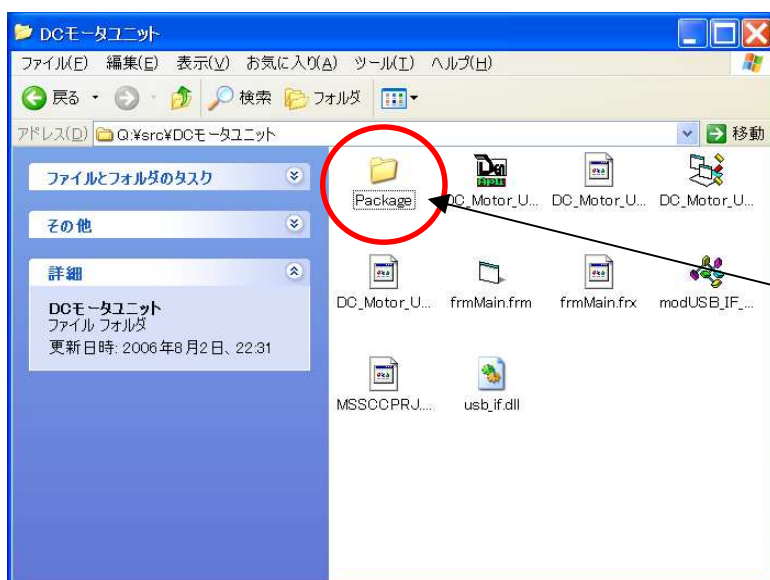 DCモータユニット
ファイル(F) 編集(E) 表示(V) お気に入り(A) ツール(T) ヘルプ(H)
戻る 検索 フォルダ
アドレス(D) Q:¥src¥DCモータユニット 移動
ファイルとフォルダのタスク
その他
詳細
DCモータユニット
ファイル フォルダ
更新日時: 2006年8月2日、22:31
Package DC_Motor_U... DC_Motor_U... DC_Motor_U...
DC_Motor_U... frmMain.frm frmMain.frx modUSB_IF_...
MSSCCPRJ.... usb_if.dll